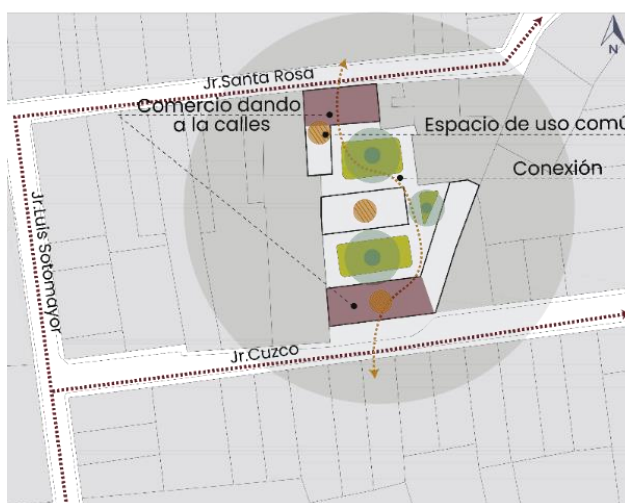 Jr.Santa Rosa
Comercio dando
a la calles
Espacio de uso comú
Conexión
Jr.Luis Sotomayor
Jr.Cuzco